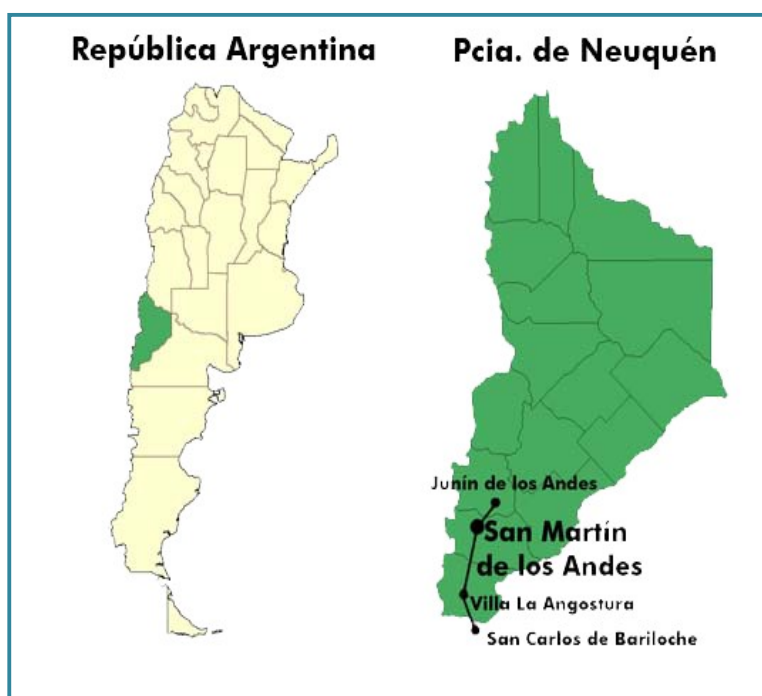 República Argentina
Pcia. de Neuquén
Junín de los Andes
San Martín
de los Andes
Villa La Angostura
San Carlos de Bariloche